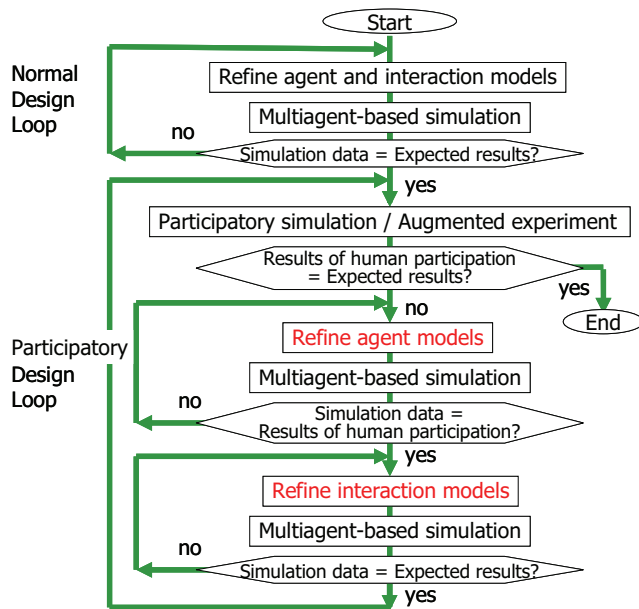 Start
Normal
Design
Loop
Refine agent and interaction models
Multiagent-based simulation
no
Simulation data = Expected results?
yes
Participatory simulation / Augmented experiment
Results of human participation
= Expected results?
yes
End
no
Participatory
Design
Loop
Refine agent models
Multiagent-based simulation
no
Simulation data =
Results of human participation?
yes
Refine interaction models
Multiagent-based simulation
no
Simulation data = Expected results?
yes